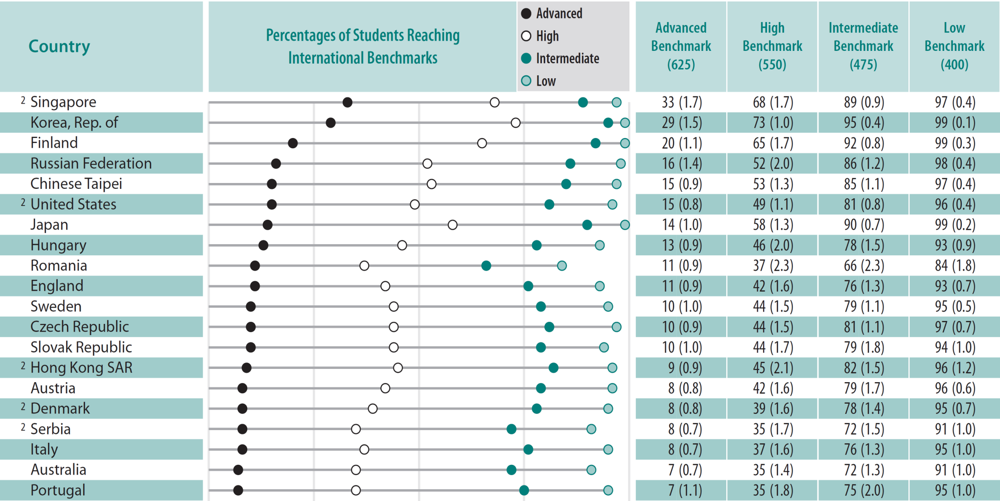 Country
Percentages of Students Reaching
International Benchmarks
Advanced
High
Intermediate
Low
Advanced Benchmark (625)
High Benchmark (550)
Intermediate Benchmark (475)
Low Benchmark (400)
2 Singapore 33 (1.7) 68 (1.7) 89 (0.9) 97 (0.4)
Korea, Rep. of 29 (1.5) 73 (1.0) 95 (0.4) 99 (0.1)
Finland 20 (1.1) 65 (1.7) 92 (0.8) 99 (0.3)
Russian Federation 16 (1.4) 52 (2.0) 86 (1.2) 98 (0.4)
Chinese Taipei 15 (0.9) 53 (1.3) 85 (1.1) 97 (0.4)
2 United States 15 (0.8) 49 (1.1) 81 (0.8) 96 (0.4)
Japan 14 (1.0) 58 (1.3) 90 (0.7) 99 (0.2)
Hungary 13 (0.9) 46 (2.0) 78 (1.5) 93 (0.9)
Romania 11 (0.9) 37 (2.3) 66 (2.3) 84 (1.8)
England 11 (0.9) 42 (1.6) 76 (1.3) 93 (0.7)
Sweden 10 (1.0) 44 (1.5) 79 (1.1) 95 (0.5)
Czech Republic 10 (0.9) 44 (1.5) 81 (1.1) 97 (0.7)
Slovak Republic 10 (1.0) 44 (1.7) 79 (1.8) 94 (1.0)
2 Hong Kong SAR 9 (0.9) 45 (2.1) 82 (1.5) 96 (1.2)
Austria 8 (0.8) 42 (1.6) 79 (1.7) 96 (0.6)
2 Denmark 8 (0.8) 39 (1.6) 78 (1.4) 95 (0.7)
2 Serbia 8 (0.7) 35 (1.7) 72 (1.5) 91 (1.0)
Italy 8 (0.7) 37 (1.6) 76 (1.3) 95 (1.0)
Australia 7 (0.7) 35 (1.4) 72 (1.3) 91 (1.0)
Portugal 7 (1.1) 35 (1.8) 75 (2.0) 95 (1.0)